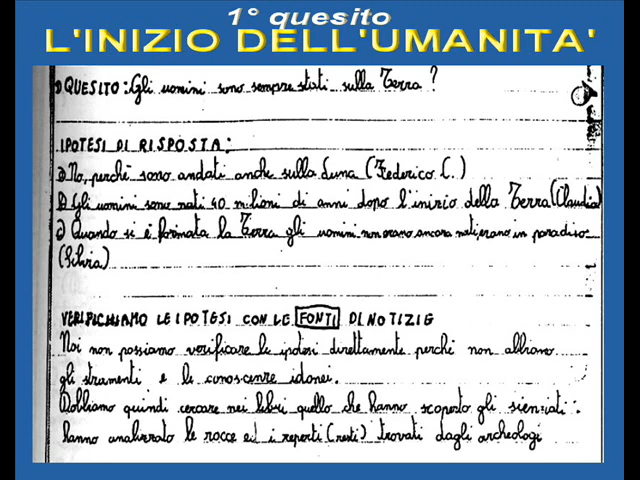 1° quesito
L'INIZIO DELL'UMANITA'
QUESITO: Gli uomini sono sempre stati sulla Terra?
IPOTESI DI RISPOSTA:
a) No, perchè sono andati anche sulla Luna (Federico C.)
b) Gli uomini sono nati 40 milioni di anni dopo l'inizio della Terra (Claudia)
c) Quando si è formata la Terra gli uomini non erano ancora nati, erano in paradiso
(Silvia)
VERIFICHIAMO LE IPOTESI CON LE FONTI DI NOTIZIE
Noi non possiamo verificare le ipotesi direttamente perchè non abbiamo
gli strumenti e le conoscenze idonei.
Dobbiamo quindi cercare nei libri quello che hanno scoperto gli sienziati:
hanno analizzato le rocce ed i reperti (resti) trovati dagli archeologi